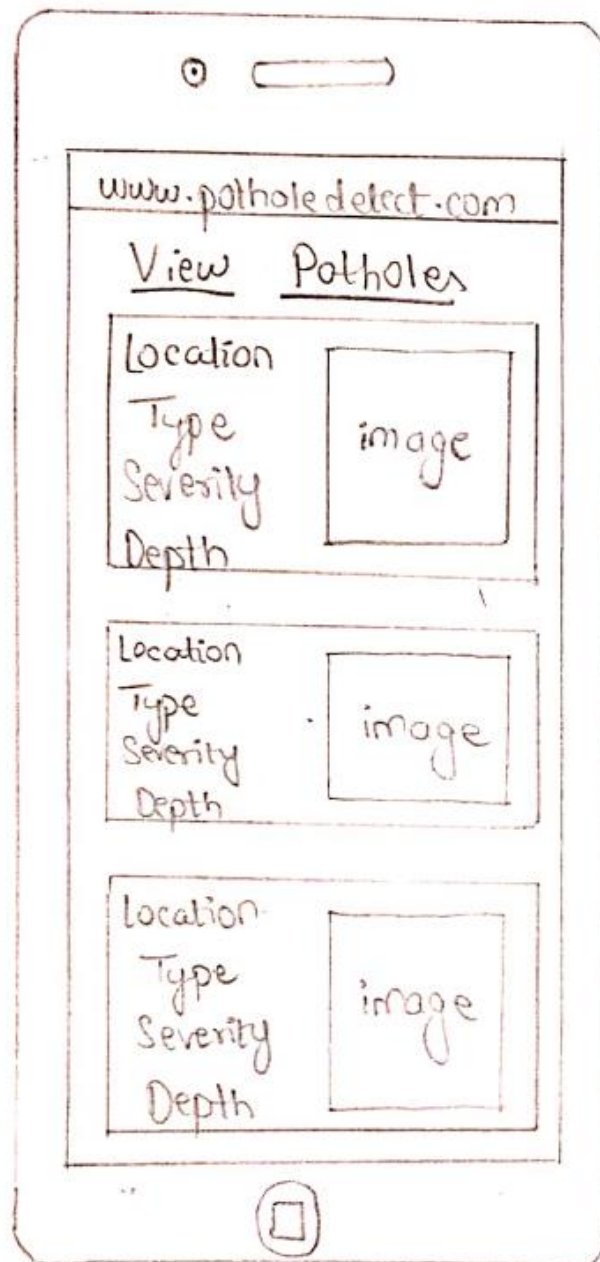 www.potholedetect.com
View Potholes
Location
Type
Severity
Depth
image
Location
Type
Severity
Depth
image
Location
Type
Severity
Depth
image